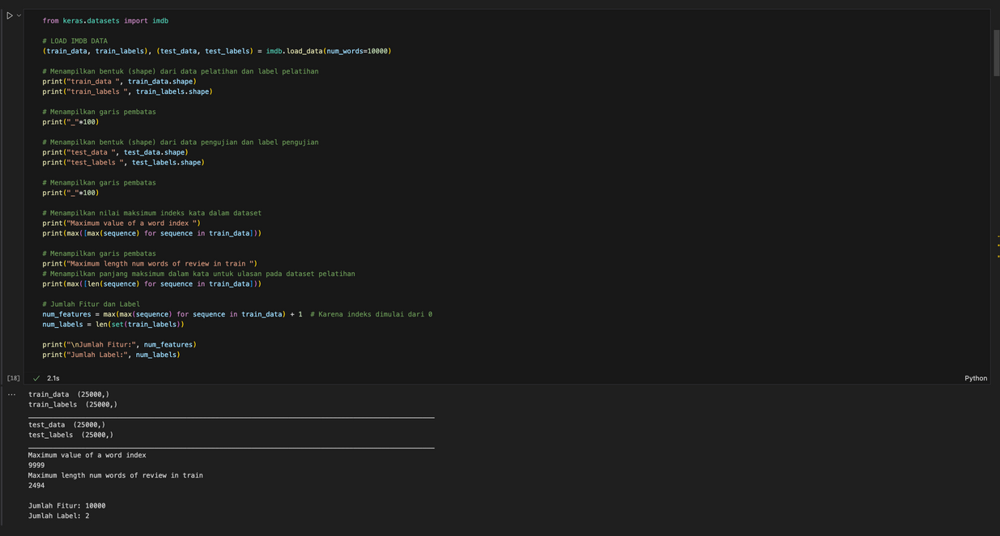 from keras.datasets import imdb
# LOAD IMDB DATA
(train_data, train_labels), (test_data, test_labels) = imdb.load_data(num_words=10000)
# Menampilkan bentuk (shape) dari data pelatihan dan label pelatihan
print("train_data ", train_data.shape)
print("train_labels ", train_labels.shape)
# Menampilkan garis pembatas
print("_"*100)
# Menampilkan bentuk (shape) dari data pengujian dan label pengujian
print("test_data ", test_data.shape)
print("test_labels ", test_labels.shape)
# Menampilkan garis pembatas
print("_"*100)
# Menampilkan nilai maksimum indeks kata dalam dataset
print("Maximum value of a word index ")
print(max([max(sequence) for sequence in train_data]))
# Menampilkan garis pembatas
print("Maximum length num words of review in train ")
# Menampilkan panjang maksimum dalam kata untuk ulasan pada dataset pelatihan
print(max([len(sequence) for sequence in train_data]))
# Jumlah Fitur dan Label
num_features = max(max(sequence) for sequence in train_data) + 1  # Karena indeks dimulai dari 0
num_labels = len(set(train_labels))
print("\nJumlah Fitur:", num_features)
print("Jumlah Label:", num_labels)
[18] ✓ 2.1s Python
... train_data  (25000,)
train_labels  (25000,)
____________________________________________________________________________________________________
test_data  (25000,)
test_labels  (25000,)
____________________________________________________________________________________________________
Maximum value of a word index
9999
Maximum length num words of review in train
2494
Jumlah Fitur: 10000
Jumlah Label: 2